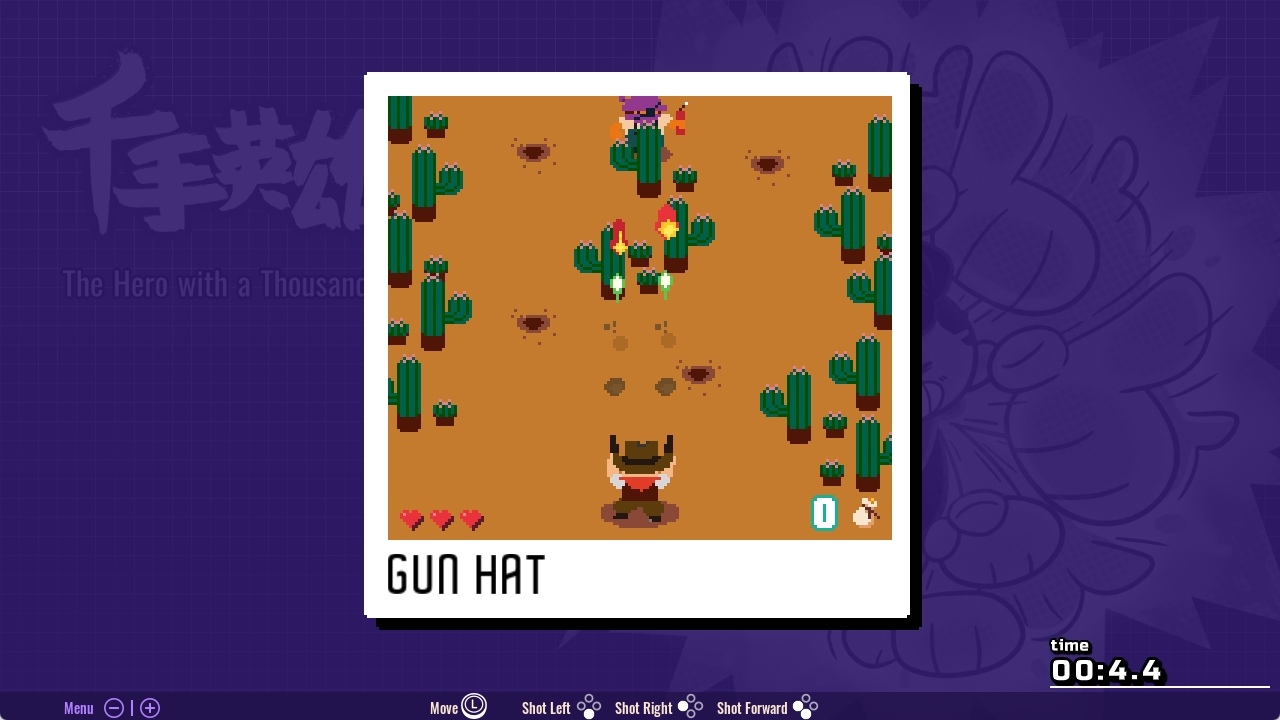 千手英雄
The Hero with a Thousand
0
GUN HAT
time
00:4.4
Menu
Move L
Shot Left
Shot Right
Shot Forward